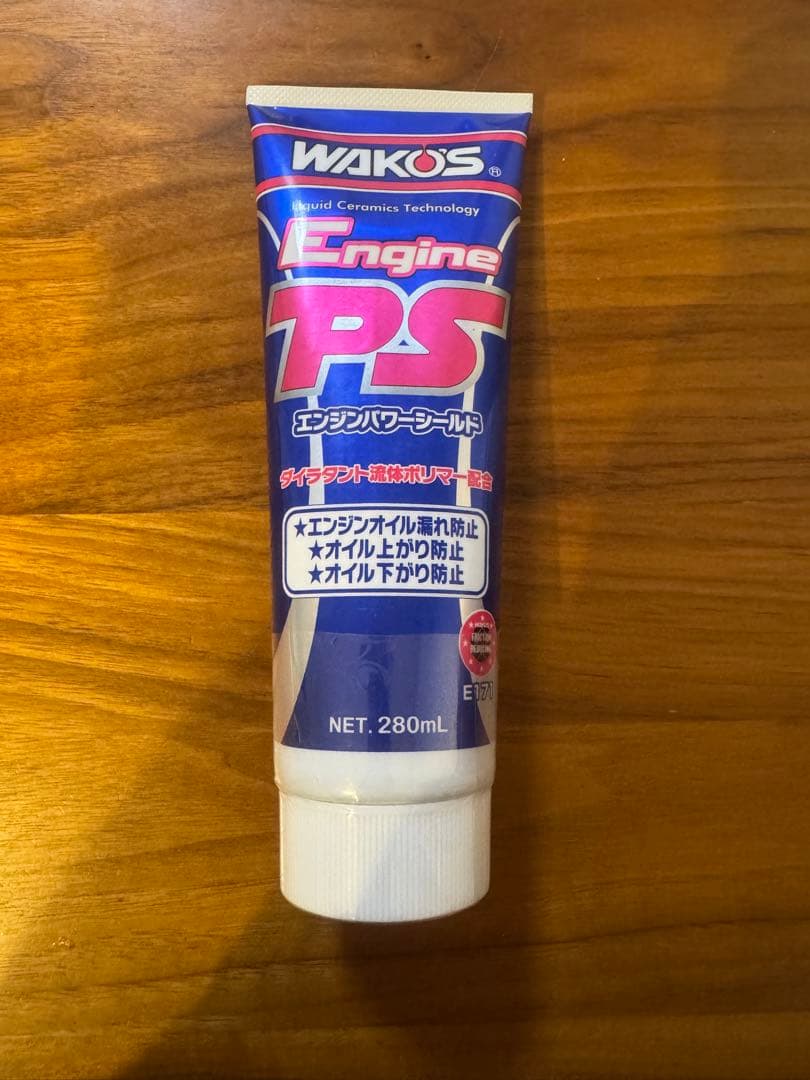 WAKO'S ®
Liquid Ceramics Technology
Engine
PS
エンジンパワーシールド
ダイラタント流体ポリマー配合
★エンジンオイル漏れ防止
★オイル上がり防止
★オイル下がり防止
FRICTION
E171
NET. 280mL